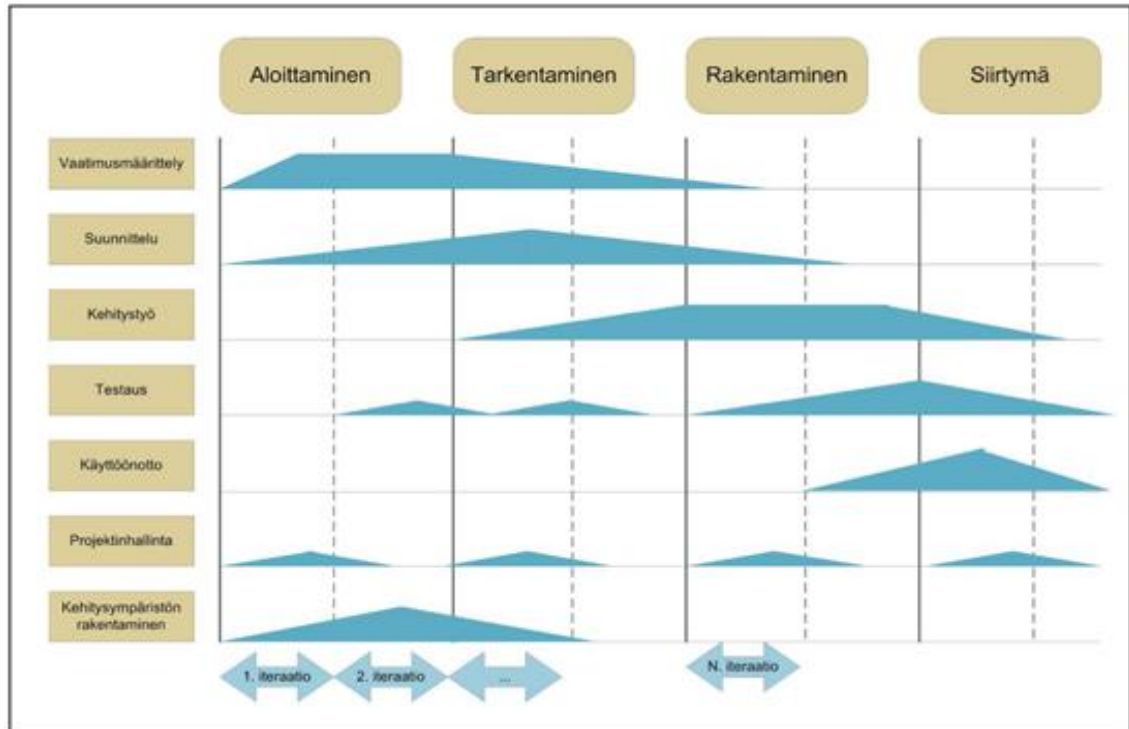 Aloittaminen
Tarkentaminen
Rakentaminen
Siirtymä
Vaatimusmäärittely
Suunnittelu
Kehitystyö
Testaus
Käyttöönotto
Projektinhallinta
Kehitysympäristön
rakentaminen
1. iteraatio
2. iteraatio
...
N. iteraatio